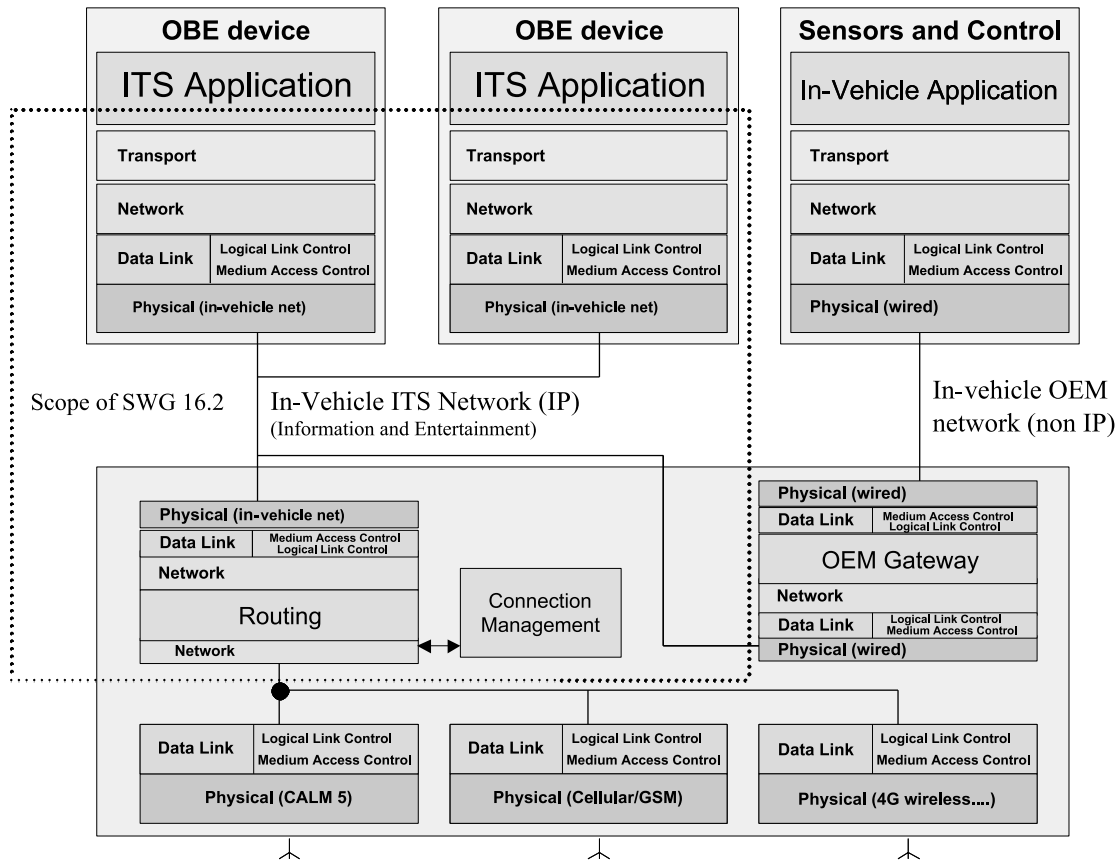 OBE device
ITS Application
Transport
Network
Data Link
Logical Link Control
Medium Access Control
Physical (in-vehicle net)
OBE device
ITS Application
Transport
Network
Data Link
Logical Link Control
Medium Access Control
Physical (in-vehicle net)
Sensors and Control
In-Vehicle Application
Transport
Network
Data Link
Logical Link Control
Medium Access Control
Physical (wired)
Scope of SWG 16.2
In-Vehicle ITS Network (IP)
(Information and Entertainment)
In-vehicle OEM
network (non IP)
Physical (in-vehicle net)
Data Link
Medium Access Control
Logical Link Control
Network
Routing
Network
Connection
Management
Physical (wired)
Data Link
Medium Access Control
Logical Link Control
OEM Gateway
Network
Data Link
Logical Link Control
Medium Access Control
Physical (wired)
Data Link
Logical Link Control
Medium Access Control
Physical (CALM 5)
Data Link
Logical Link Control
Medium Access Control
Physical (Cellular/GSM)
Data Link
Logical Link Control
Medium Access Control
Physical (4G wireless....)